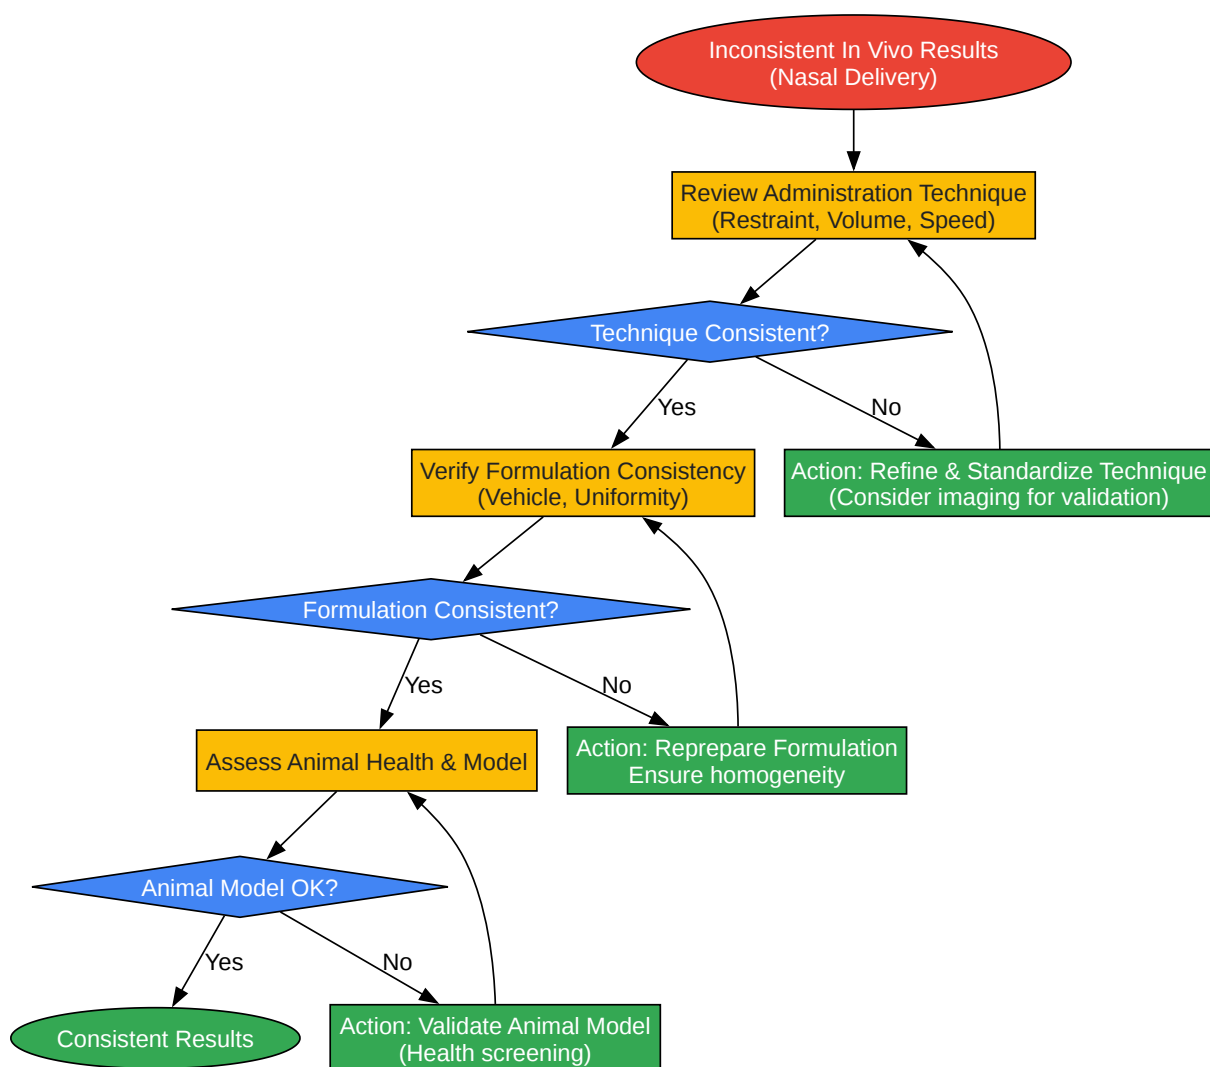 Inconsistent In Vivo Results
(Nasal Delivery)
Review Administration Technique
(Restraint, Volume, Speed)
Technique Consistent?
Yes
No
Verify Formulation Consistency
(Vehicle, Uniformity)
Action: Refine & Standardize Technique
(Consider imaging for validation)
Formulation Consistent?
Yes
No
Assess Animal Health & Model
Action: Reprepare Formulation
Ensure homogeneity
Animal Model OK?
Yes
No
Consistent Results
Action: Validate Animal Model
(Health screening)